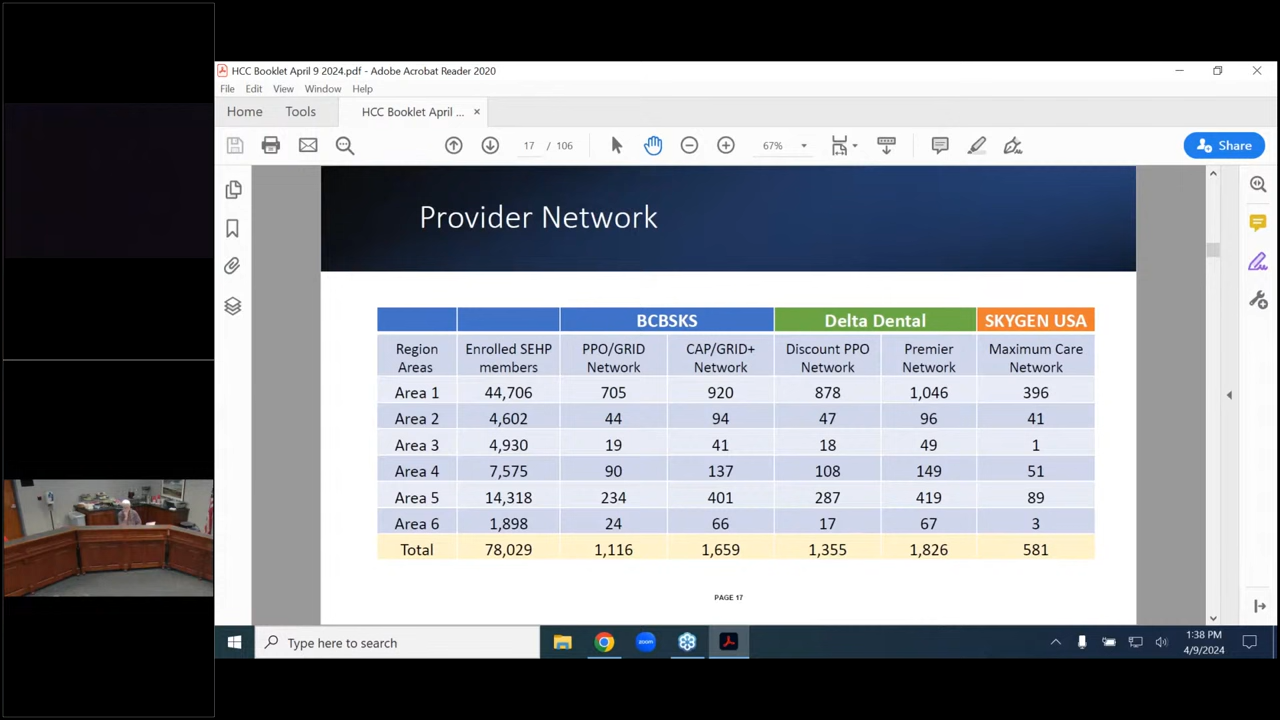 HCC Booklet April 9 2024.pdf - Adobe Acrobat Reader 2020
File Edit View Window Help
Home Tools HCC Booklet April ... ×
17 / 106 67% Share
Provider Network
BCBSKS Delta Dental SKYGEN USA
Region Areas Enrolled SEHP members PPO/GRID Network CAP/GRID+ Network Discount PPO Network Premier Network Maximum Care Network
Area 1 44,706 705 920 878 1,046 396
Area 2 4,602 44 94 47 96 41
Area 3 4,930 19 41 18 49 1
Area 4 7,575 90 137 108 149 51
Area 5 14,318 234 401 287 419 89
Area 6 1,898 24 66 17 67 3
Total 78,029 1,116 1,659 1,355 1,826 581
PAGE 17
Type here to search zoom 1:38 PM
4/9/2024